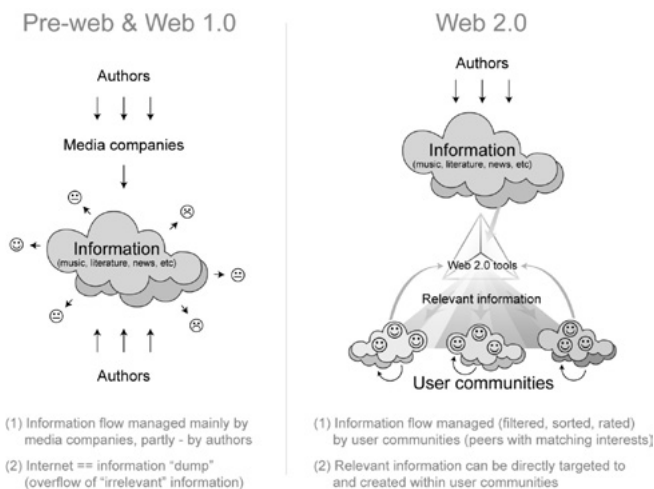 Pre-web & Web 1.0
Authors
Media companies
Information
(music, literature, news, etc)
Authors
(1) Information flow managed mainly by
media companies, partly - by authors
(2) Internet == information “dump”
(overflow of “irrelevant” information)
Web 2.0
Authors
Information
(music, literature, news, etc)
Web 2.0 tools
Relevant information
User communities
(1) Information flow managed (filtered, sorted, rated)
by user communities (peers with matching interests)
(2) Relevant information can be directly targeted to
and created within user communities